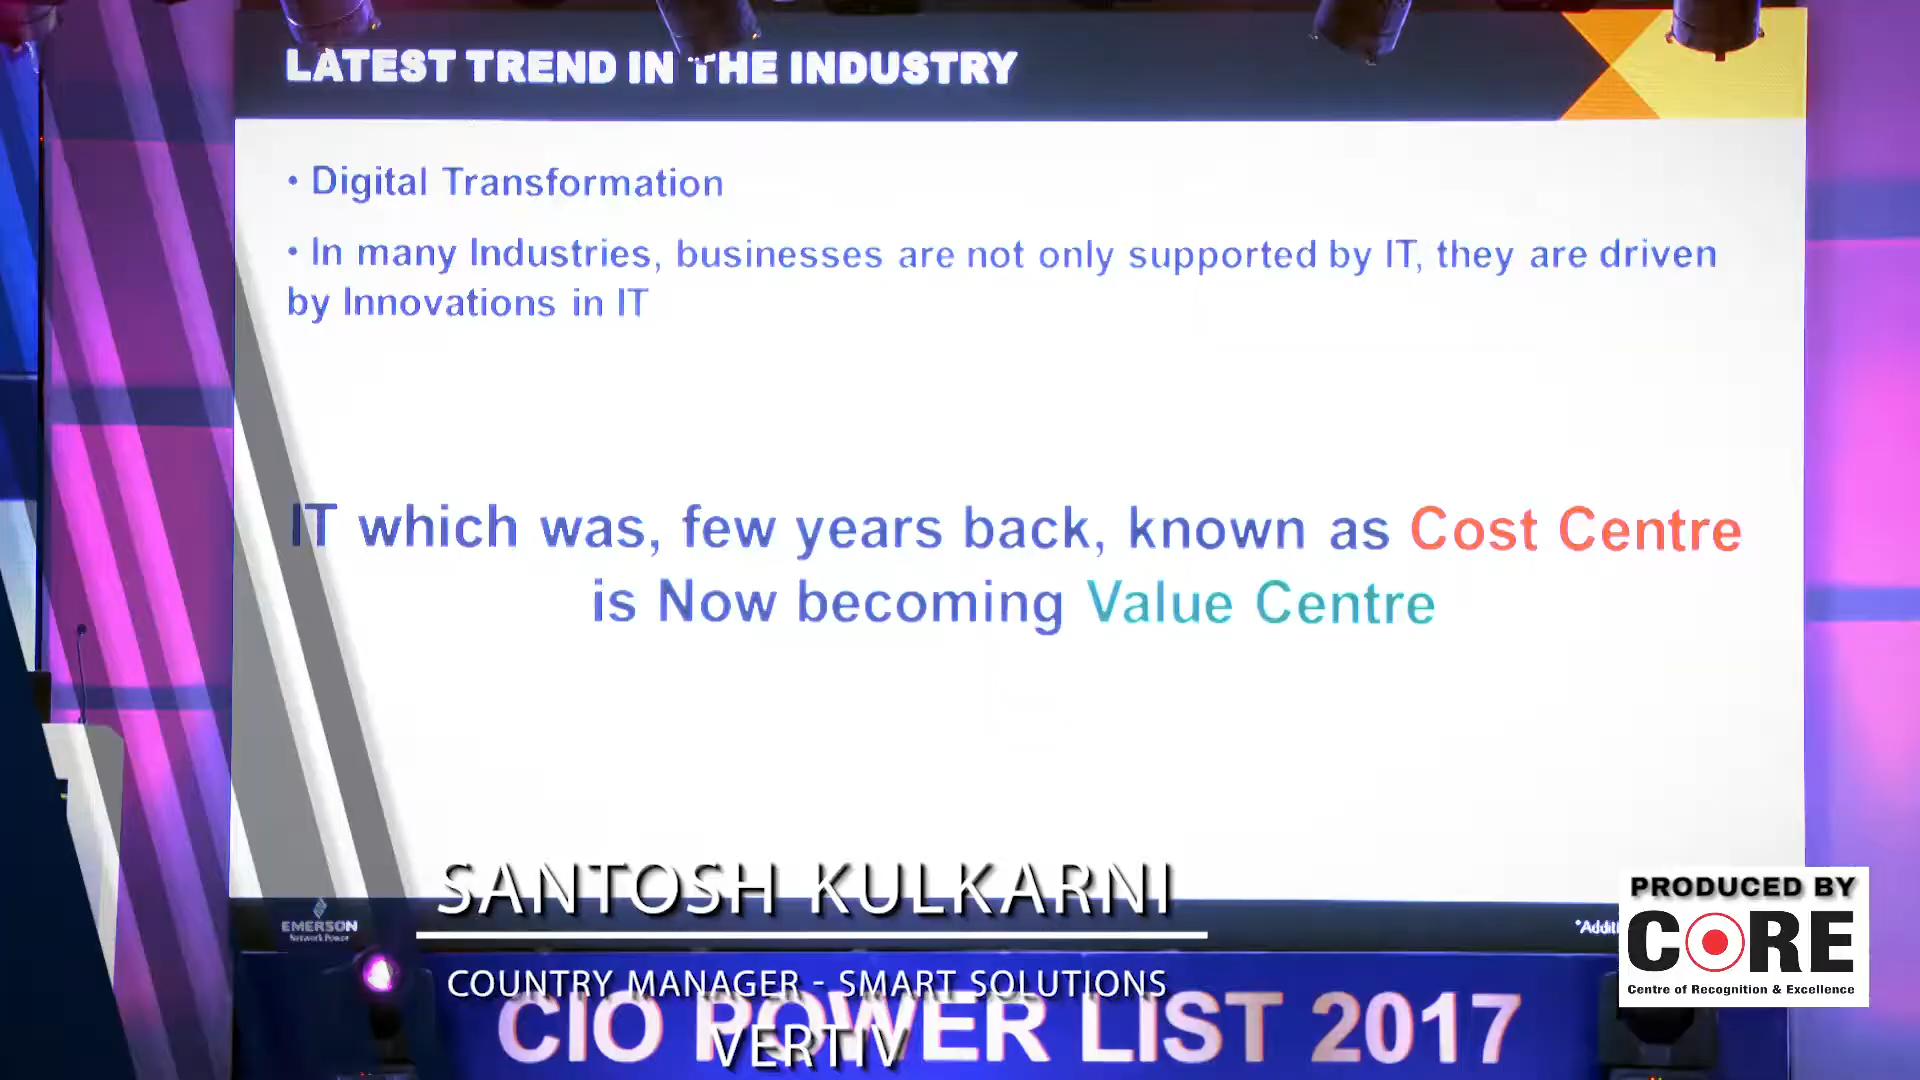 LATEST TREND IN THE INDUSTRY
• Digital Transformation
• In many Industries, businesses are not only supported by IT, they are driven
by Innovations in IT
IT which was, few years back, known as Cost Centre
is Now becoming Value Centre
SANTOSH KULKARNI
EMERSON
Network Power
COUNTRY MANAGER - SMART SOLUTIONS
VERTIV
CIO POWER LIST 2017
PRODUCED BY
CORE
Centre of Recognition & Excellence